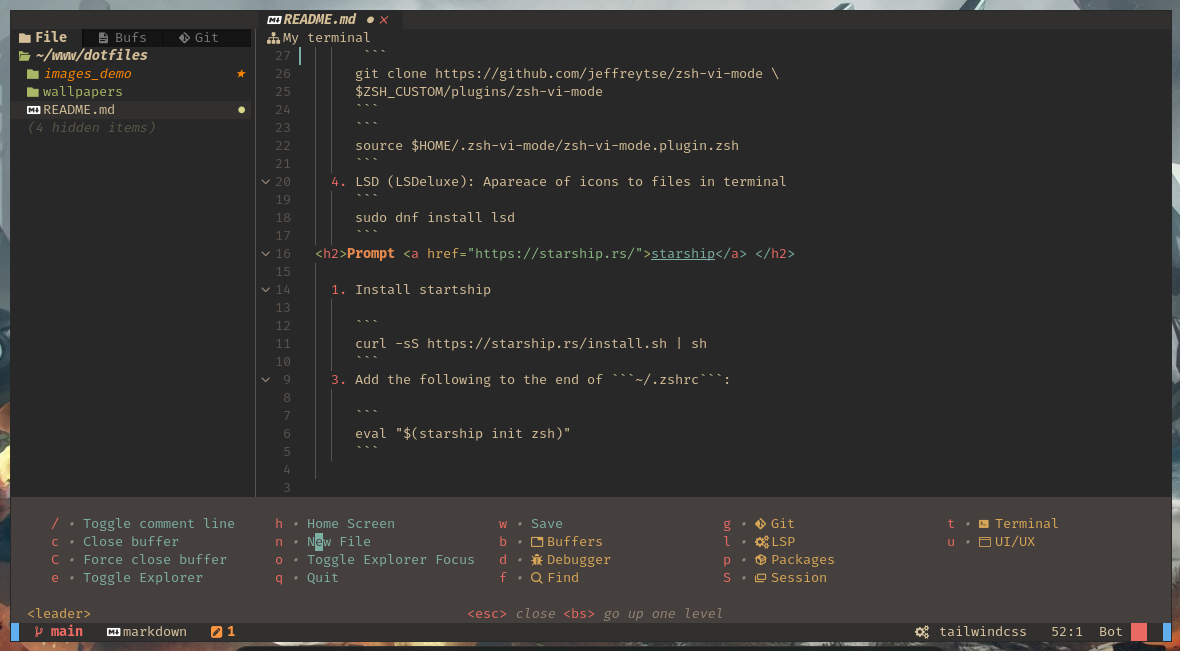 README.md ● ×
File Bufs Git
My terminal
~/www/dotfiles
images_demo ★
wallpapers
README.md ●
(4 hidden items)
27 ```
26 git clone https://github.com/jeffreytse/zsh-vi-mode \
25 $ZSH_CUSTOM/plugins/zsh-vi-mode
24 ```
23 ```
22 source $HOME/.zsh-vi-mode/zsh-vi-mode.plugin.zsh
21 ```
20 4. LSD (LSDeluxe): Apareace of icons to files in terminal
19 ```
18 sudo dnf install lsd
17 ```
16 <h2>Prompt <a href="https://starship.rs/">starship</a> </h2>
15
14 1. Install startship
13
12 ```
11 curl -sS https://starship.rs/install.sh | sh
10 ```
9 3. Add the following to the end of ```~/.zshrc```:
8
7 ```
6 eval "$(starship init zsh)"
5 ```
4
3
/ • Toggle comment line h • Home Screen w • Save g • Git t • Terminal
c • Close buffer n • New File b • Buffers l • LSP u • UI/UX
C • Force close buffer o • Toggle Explorer Focus d • Debugger p • Packages
e • Toggle Explorer q • Quit f • Find S • Session
<leader> <esc> close <bs> go up one level
main markdown 1 tailwindcss 52:1 Bot